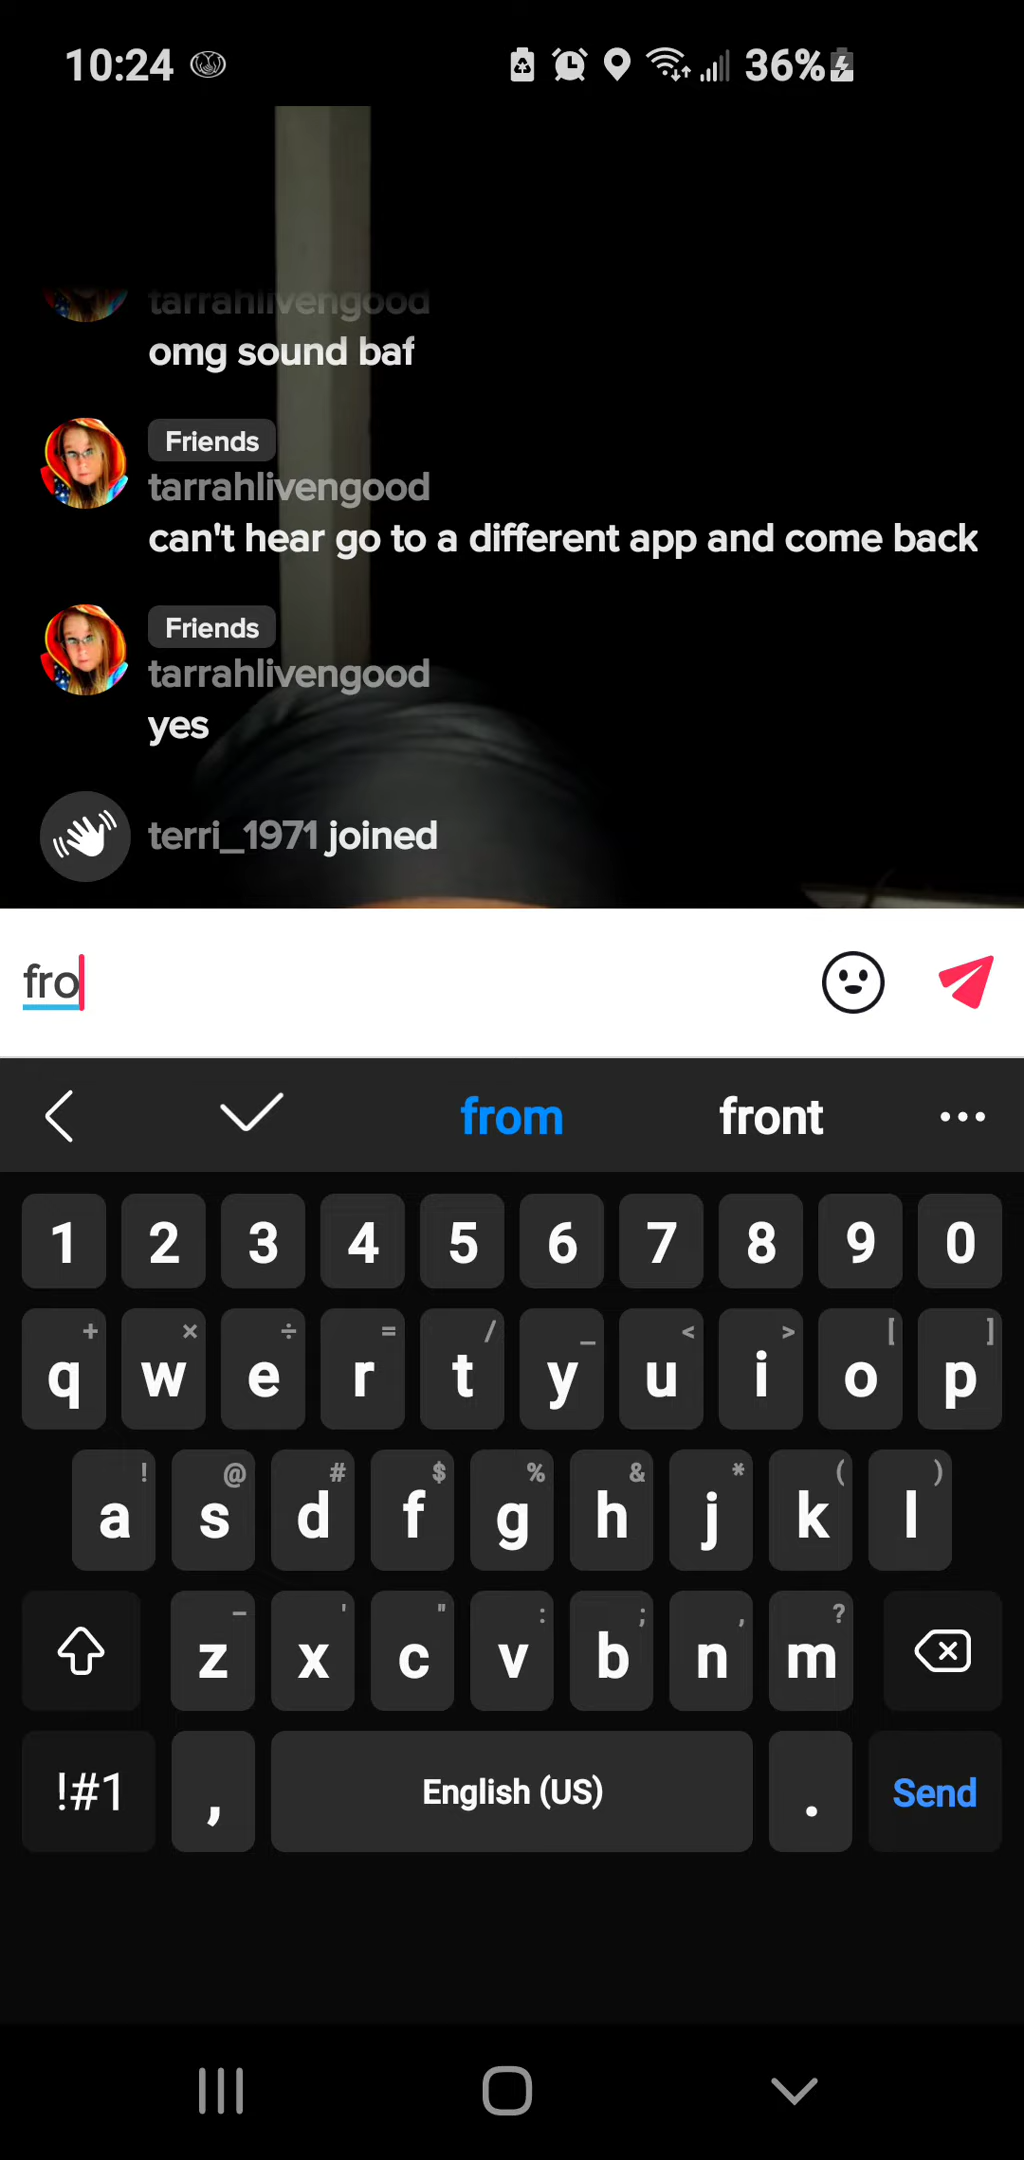 10:24 36%
tarrahlivengood
omg sound baf
Friends
tarrahlivengood
can't hear go to a different app and come back
Friends
tarrahlivengood
yes
terri_1971 joined
fro
from front
1 2 3 4 5 6 7 8 9 0
+ × ÷ = / _ < > [ ]
q w e r t y u i o p
! @ # $ % & * ( )
a s d f g h j k l
- ' " : ; , ?
z x c v b n m
!#1 , English (US) . Send